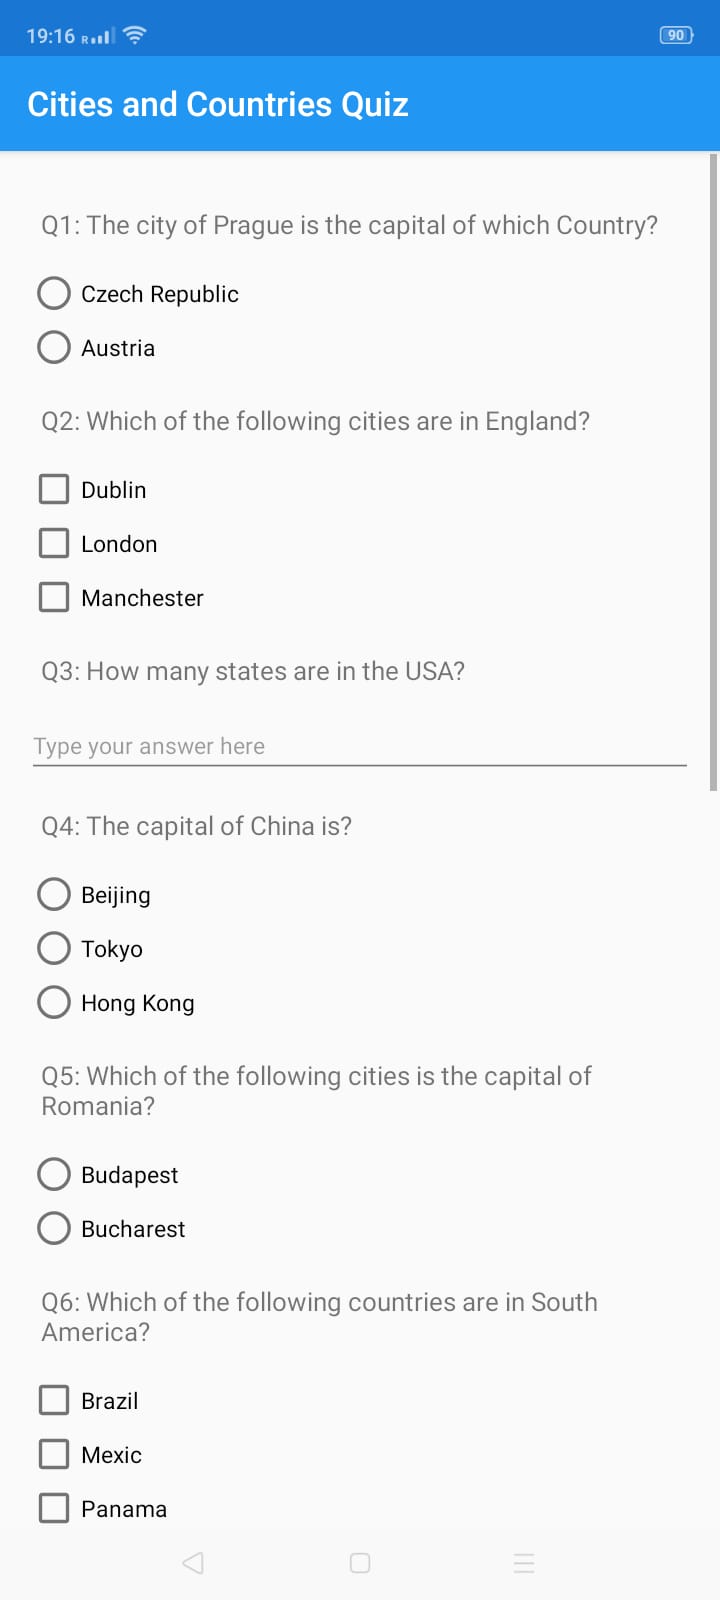 19:16 R 90
Cities and Countries Quiz
Q1: The city of Prague is the capital of which Country?
Czech Republic
Austria
Q2: Which of the following cities are in England?
Dublin
London
Manchester
Q3: How many states are in the USA?
Type your answer here
Q4: The capital of China is?
Beijing
Tokyo
Hong Kong
Q5: Which of the following cities is the capital of
Romania?
Budapest
Bucharest
Q6: Which of the following countries are in South
America?
Brazil
Mexic
Panama